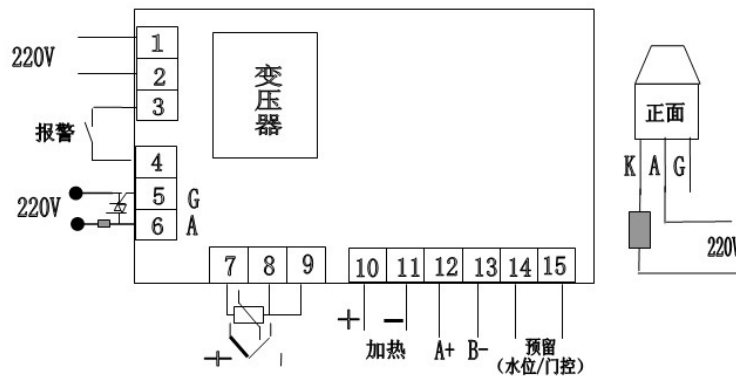 220V
1
2
3
变压器
正面
报警
4
K A G
5 G
220V
6 A
220V
7 8 9
10 11 12 13 14 15
+ − 加热 A+ B- 预留
(水位/门控)
+